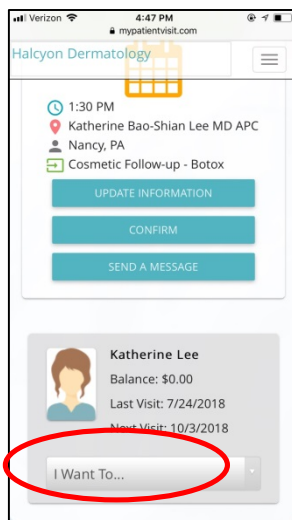 Verizon 4:47 PM
mypatientvisit.com
Halcyon Dermatology
1:30 PM
Katherine Bao-Shian Lee MD APC
Nancy, PA
Cosmetic Follow-up - Botox
UPDATE INFORMATION
CONFIRM
SEND A MESSAGE
Katherine Lee
Balance: $0.00
Last Visit: 7/24/2018
Next Visit: 10/3/2018
I Want To...